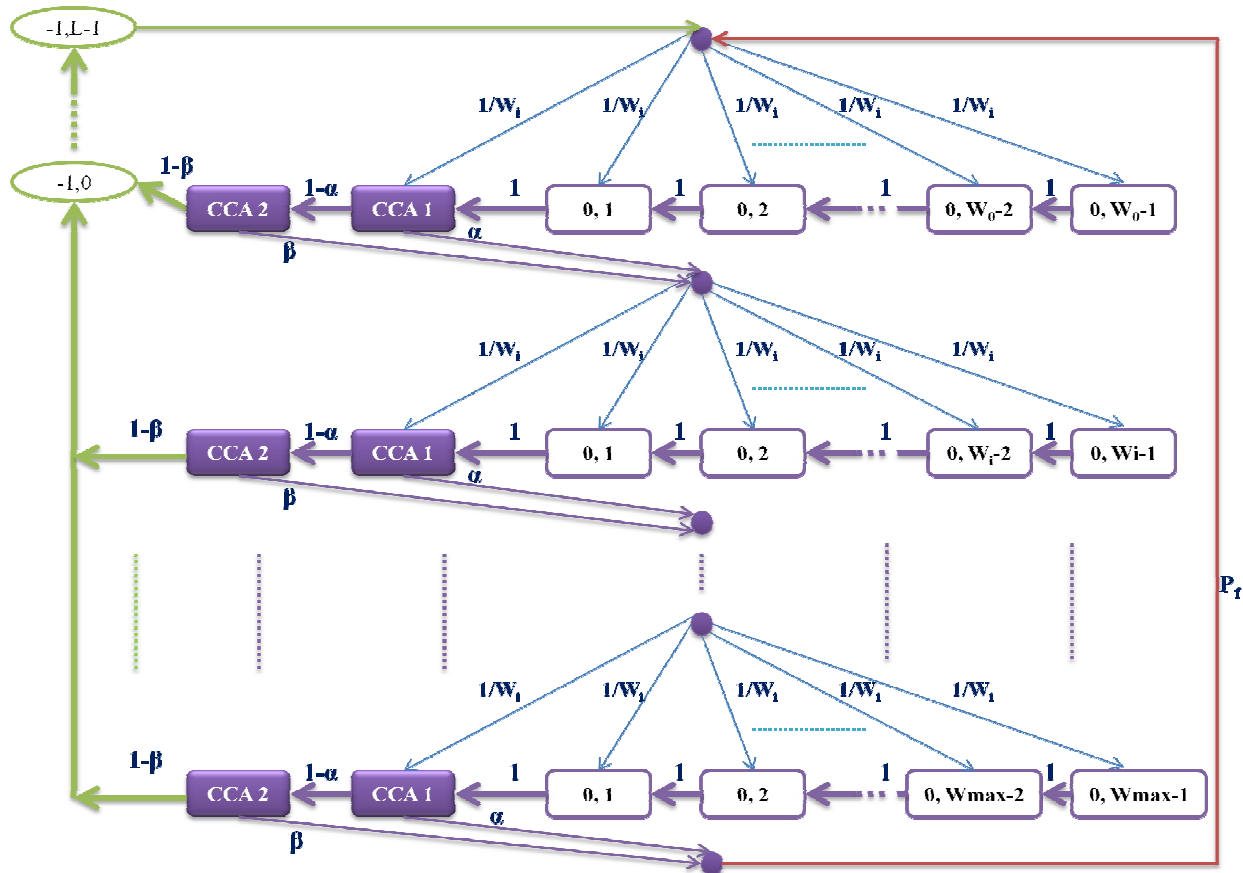 -1,L-1
1/Wi 1/Wi 1/Wi 1/Wi 1/Wi
1-β 1-α 1 1 1 1
-1,0
CCA 2 CCA 1 0, 1 0, 2 0, W0-2 0, W0-1
β α
1/Wi 1/Wi 1/Wi 1/Wi 1/Wi
1-β 1-α 1 1 1 1
CCA 2 CCA 1 0, 1 0, 2 0, Wi-2 0, Wi-1
β α
Pf
1/Wi 1/Wi 1/Wi 1/Wi 1/Wi
1-β 1-α 1 1 1 1
CCA 2 CCA 1 0, 1 0, 2 0, Wmax-2 0, Wmax-1
β α